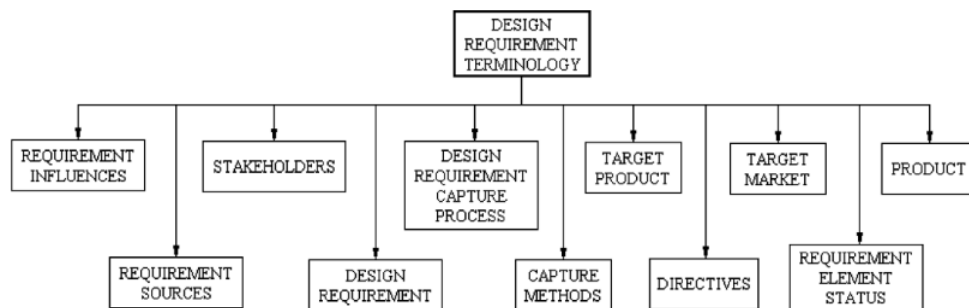 DESIGN
REQUIREMENT
TERMINOLOGY
REQUIREMENT
INFLUENCES
STAKEHOLDERS
DESIGN
REQUIREMENT
CAPTURE
PROCESS
TARGET
PRODUCT
TARGET
MARKET
PRODUCT
REQUIREMENT
SOURCES
DESIGN
REQUIREMENT
CAPTURE
METHODS
DIRECTIVES
REQUIREMENT
ELEMENT
STATUS